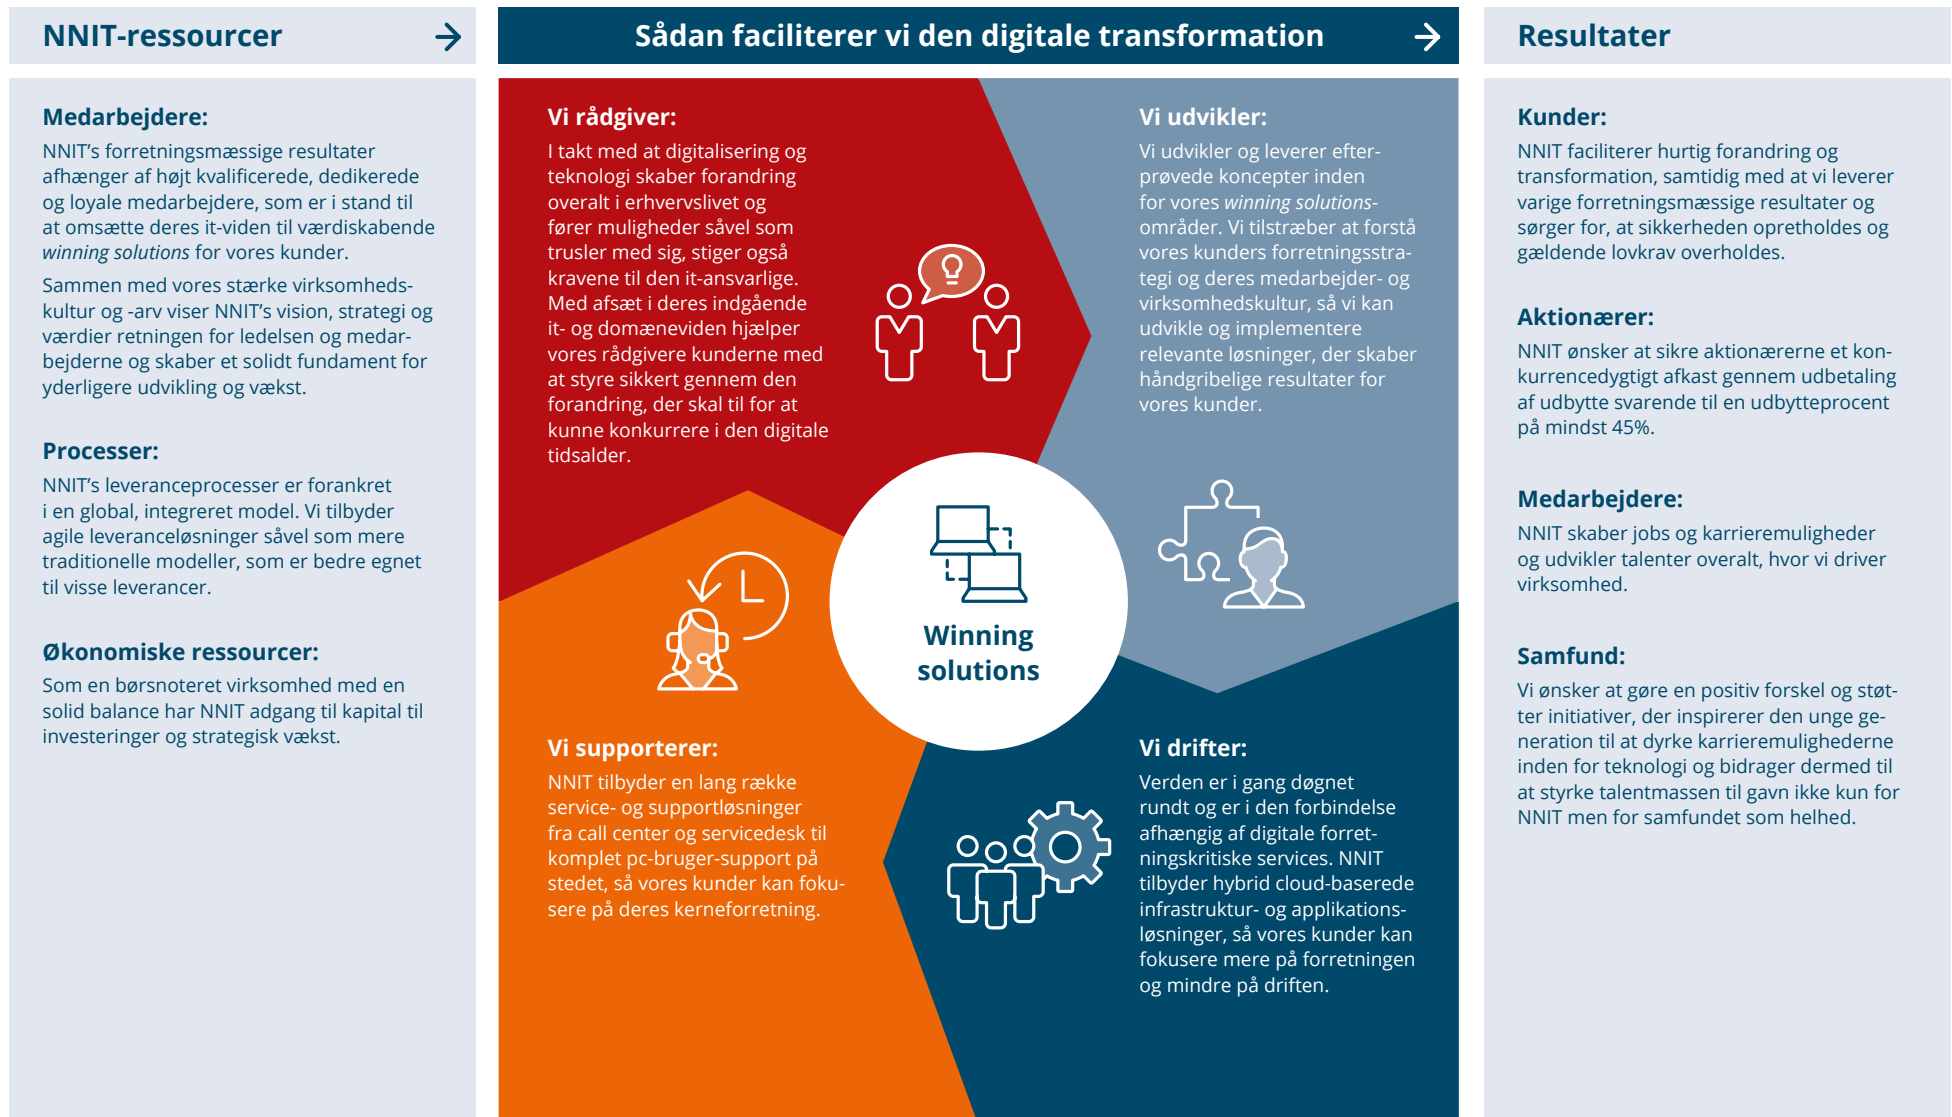 NNIT-ressourcer
Medarbejdere:
NNIT’s forretningsmæssige resultater
afhænger af højt kvalificerede, dedikerede
og loyale medarbejdere, som er i stand til
at omsætte deres it-viden til værdiskabende
winning solutions for vores kunder.
Sammen med vores stærke virksomheds-
kultur og -arv viser NNIT’s vision, strategi og
værdier retningen for ledelsen og medar-
bejderne og skaber et solidt fundament for
yderligere udvikling og vækst.
Processer:
NNIT’s leveranceprocesser er forankret
i en global, integreret model. Vi tilbyder
agile leveranceløsninger såvel som mere
traditionelle modeller, som er bedre egnet
til visse leverancer.
Økonomiske ressourcer:
Som en børsnoteret virksomhed med en
solid balance har NNIT adgang til kapital til
investeringer og strategisk vækst.
Sådan faciliterer vi den digitale transformation
Vi rådgiver:
I takt med at digitalisering og
teknologi skaber forandring
overalt i erhvervslivet og
fører muligheder såvel som
trusler med sig, stiger også
kravene til den it-ansvarlige.
Med afsæt i deres indgående
it- og domæneviden hjælper
vores rådgivere kunderne med
at styre sikkert gennem den
forandring, der skal til for at
kunne konkurrere i den digitale
tidsalder.
Vi udvikler:
Vi udvikler og leverer efter-
prøvede koncepter inden
for vores winning solutions-
områder. Vi tilstræber at forstå
vores kunders forretningsstra-
tegi og deres medarbejder- og
virksomhedskultur, så vi kan
udvikle og implementere
relevante løsninger, der skaber
håndgribelige resultater for
vores kunder.
Winning
solutions
Vi supporterer:
NNIT tilbyder en lang række
service- og supportløsninger
fra call center og servicedesk til
komplet pc-bruger-support på
stedet, så vores kunder kan foku-
sere på deres kerneforretning.
Vi drifter:
Verden er i gang døgnet
rundt og er i den forbindelse
afhængig af digitale forret-
ningskritiske services. NNIT
tilbyder hybrid cloud-baserede
infrastruktur- og applikations-
løsninger, så vores kunder kan
fokusere mere på forretningen
og mindre på driften.
Resultater
Kunder:
NNIT faciliterer hurtig forandring og
transformation, samtidig med at vi leverer
varige forretningsmæssige resultater og
sørger for, at sikkerheden opretholdes og
gældende lovkrav overholdes.
Aktionærer:
NNIT ønsker at sikre aktionærerne et kon-
kurrencedygtigt afkast gennem udbetaling
af udbytte svarende til en udbytteprocent
på mindst 45%.
Medarbejdere:
NNIT skaber jobs og karrieremuligheder
og udvikler talenter overalt, hvor vi driver
virksomhed.
Samfund:
Vi ønsker at gøre en positiv forskel og støt-
ter initiativer, der inspirerer den unge ge-
neration til at dyrke karrieremulighederne
inden for teknologi og bidrager dermed til
at styrke talentmassen til gavn ikke kun for
NNIT men for samfundet som helhed.